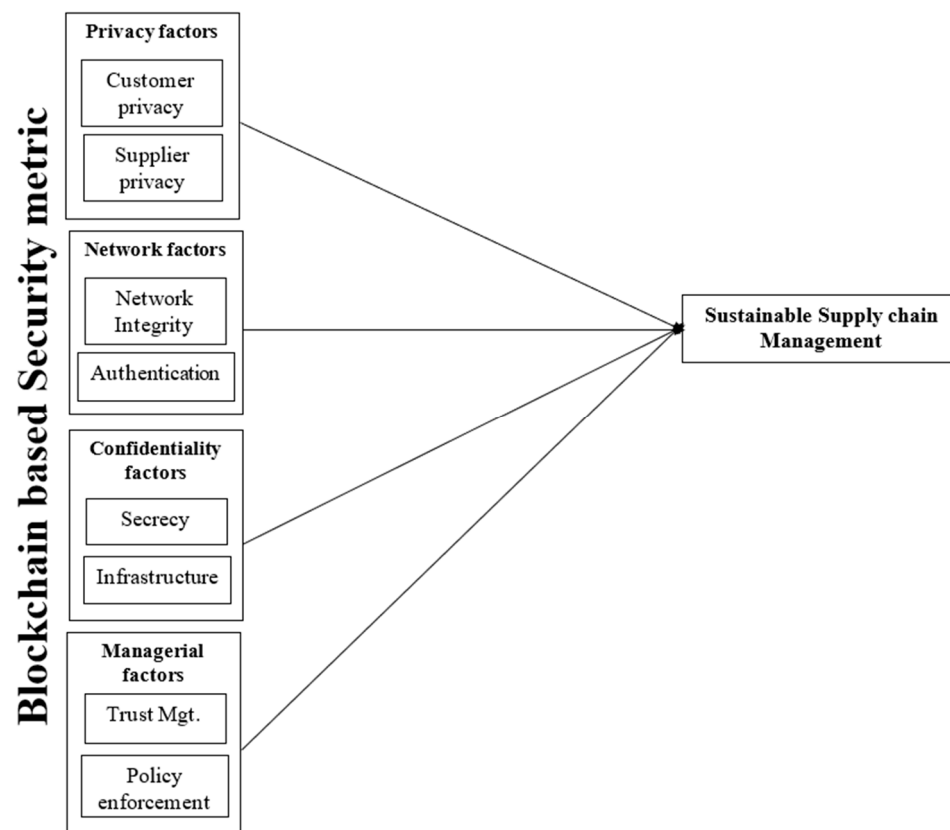 Blockchain based Security metric
Privacy factors
Customer
privacy
Supplier
privacy
Network factors
Network
Integrity
Authentication
Confidentiality
factors
Secrecy
Infrastructure
Managerial
factors
Trust Mgt.
Policy
enforcement
Sustainable Supply chain
Management